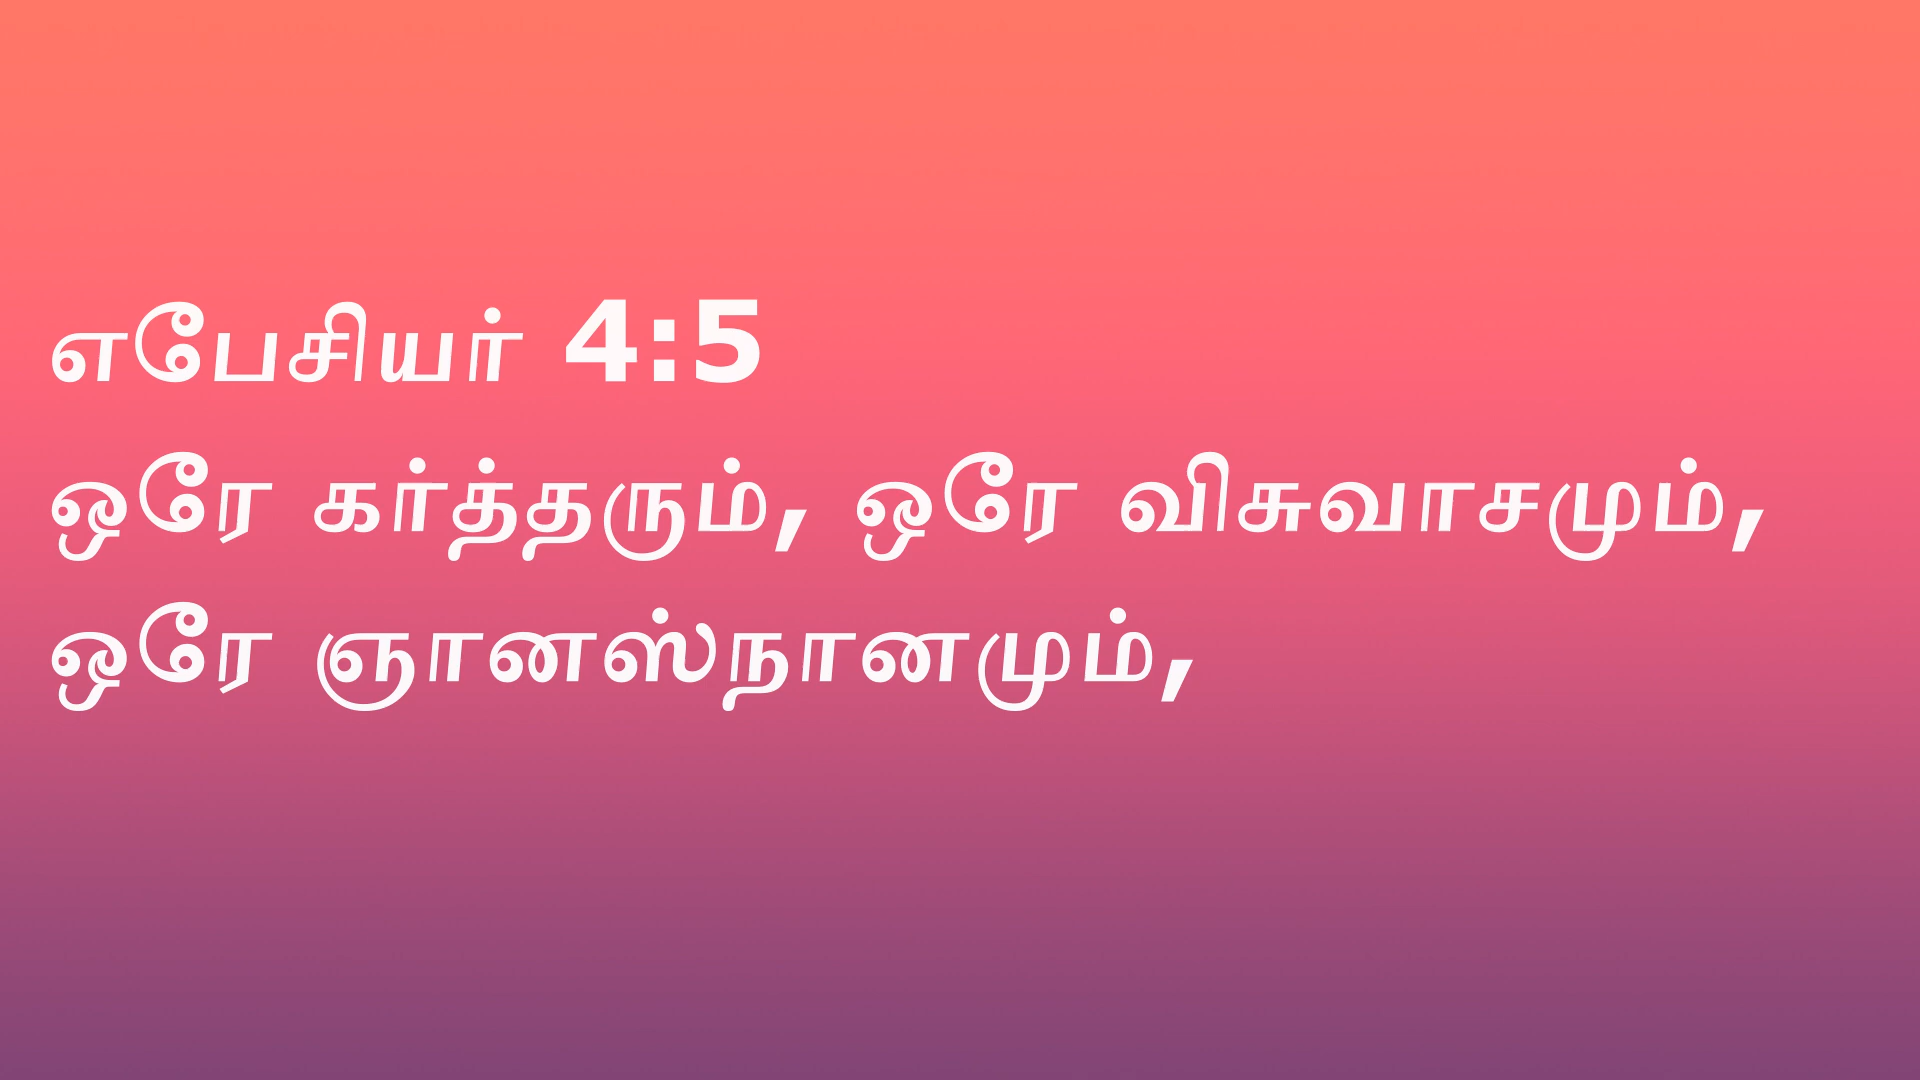 எபேசியர் 4:5
ஒரே கர்த்தரும், ஒரே விசுவாசமும்,
ஒரே ஞானஸ்நானமும்,